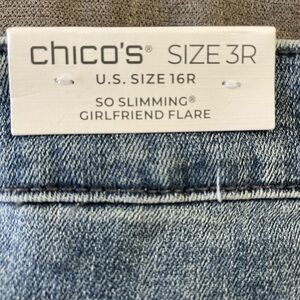 chico's® SIZE 3R
U.S. SIZE 16R
SO SLIMMING®
GIRLFRIEND FLARE